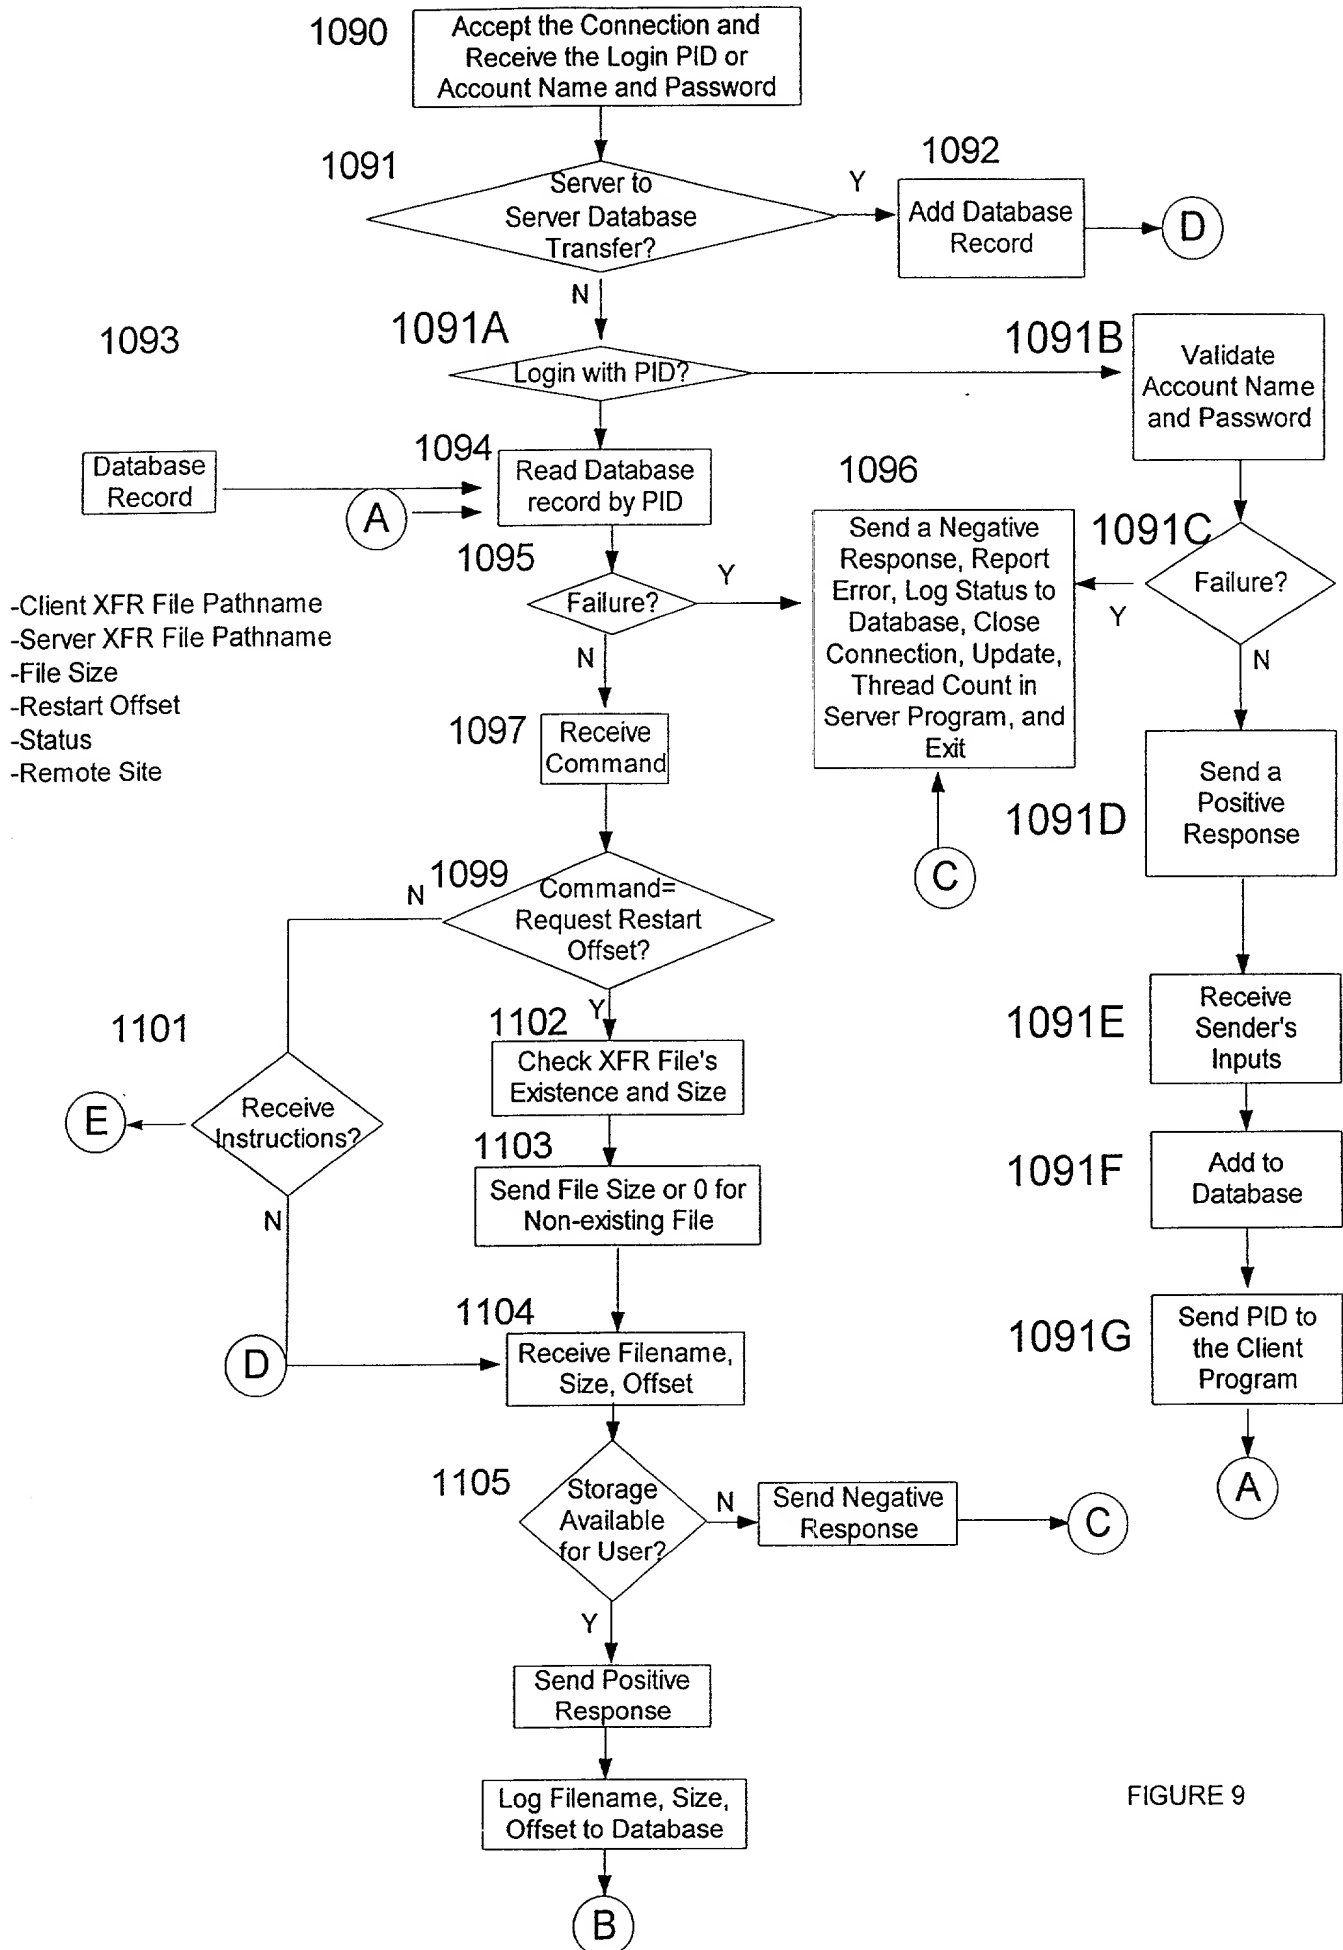 1090
Accept the Connection and
Receive the Login PID or
Account Name and Password
1091
Server to
Server Database
Transfer?
Y
1092
Add Database
Record
D
N
1091A
Login with PID?
1091B
Validate
Account Name
and Password
1093
Database
Record
A
1094
Read Database
record by PID
-Client XFR File Pathname
-Server XFR File Pathname
-File Size
-Restart Offset
-Status
-Remote Site
1095
Failure?
Y
N
1096
Send a Negative
Response, Report
Error, Log Status to
Database, Close
Connection, Update,
Thread Count in
Server Program, and
Exit
C
1091C
Failure?
Y
N
1097
Receive
Command
1091D
Send a
Positive
Response
1099
Command=
Request Restart
Offset?
N
Y
1091E
Receive
Sender's
Inputs
1101
Receive
Instructions?
E
N
1102
Check XFR File's
Existence and Size
1103
Send File Size or 0 for
Non-existing File
1091F
Add to
Database
1091G
Send PID to
the Client
Program
A
1104
D
Receive Filename,
Size, Offset
1105
Storage
Available
for User?
N
Send Negative
Response
C
Y
Send Positive
Response
Log Filename, Size,
Offset to Database
B
FIGURE 9